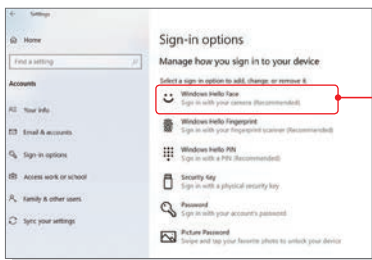 Settings
Home
Find a setting
Accounts
Your info
Email & accounts
Sign-in options
Access work or school
Family & other users
Sync your settings
Sign-in options
Manage how you sign in to your device
Select a sign-in option to add, change, or remove it.
Windows Hello Face
Sign in with your camera (Recommended)
Windows Hello Fingerprint
Sign in with your fingerprint scanner (Recommended)
Windows Hello PIN
Sign in with a PIN (Recommended)
Security Key
Sign in with a physical security key
Password
Sign in with your account's password
Picture Password
Swipe and tap your favorite photo to unlock your device